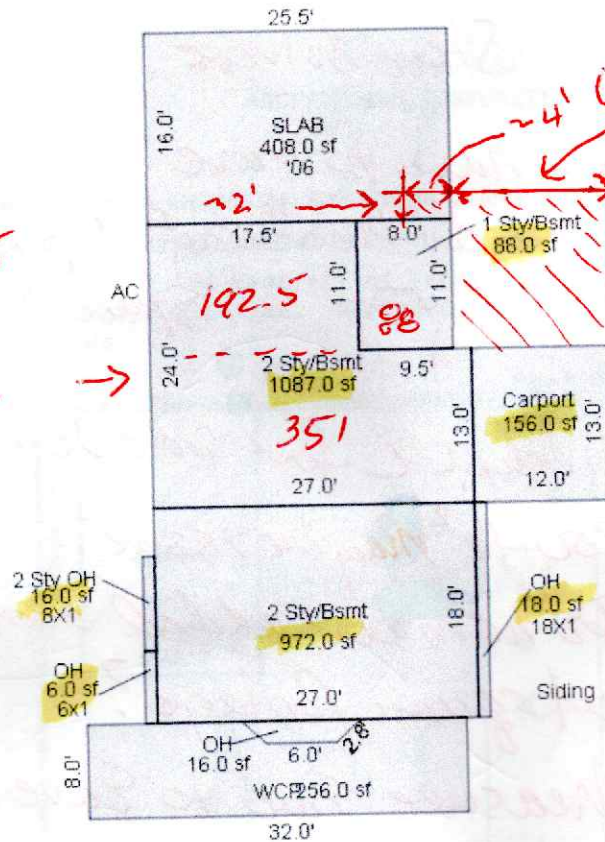 25.5'
16.0'
SLAB
408.0 sf
'06
~4'
~2'
17.5'
8.0'
1 Sty/Bsmt
88.0 sf
AC
192.5
11.0'
11.0'
88
24.0'
2 Sty/Bsmt
1087.0 sf
9.5'
351
13.0'
Carport
156.0 sf
13.0'
27.0'
12.0'
2 Sty OH
16.0 sf
8X1
2 Sty/Bsmt
972.0 sf
18.0'
OH
18.0 sf
18X1
OH
6.0 sf
6x1
27.0'
Siding
OH
16.0 sf
6.0'
2.8'
8.0'
WCP256.0 sf
32.0'